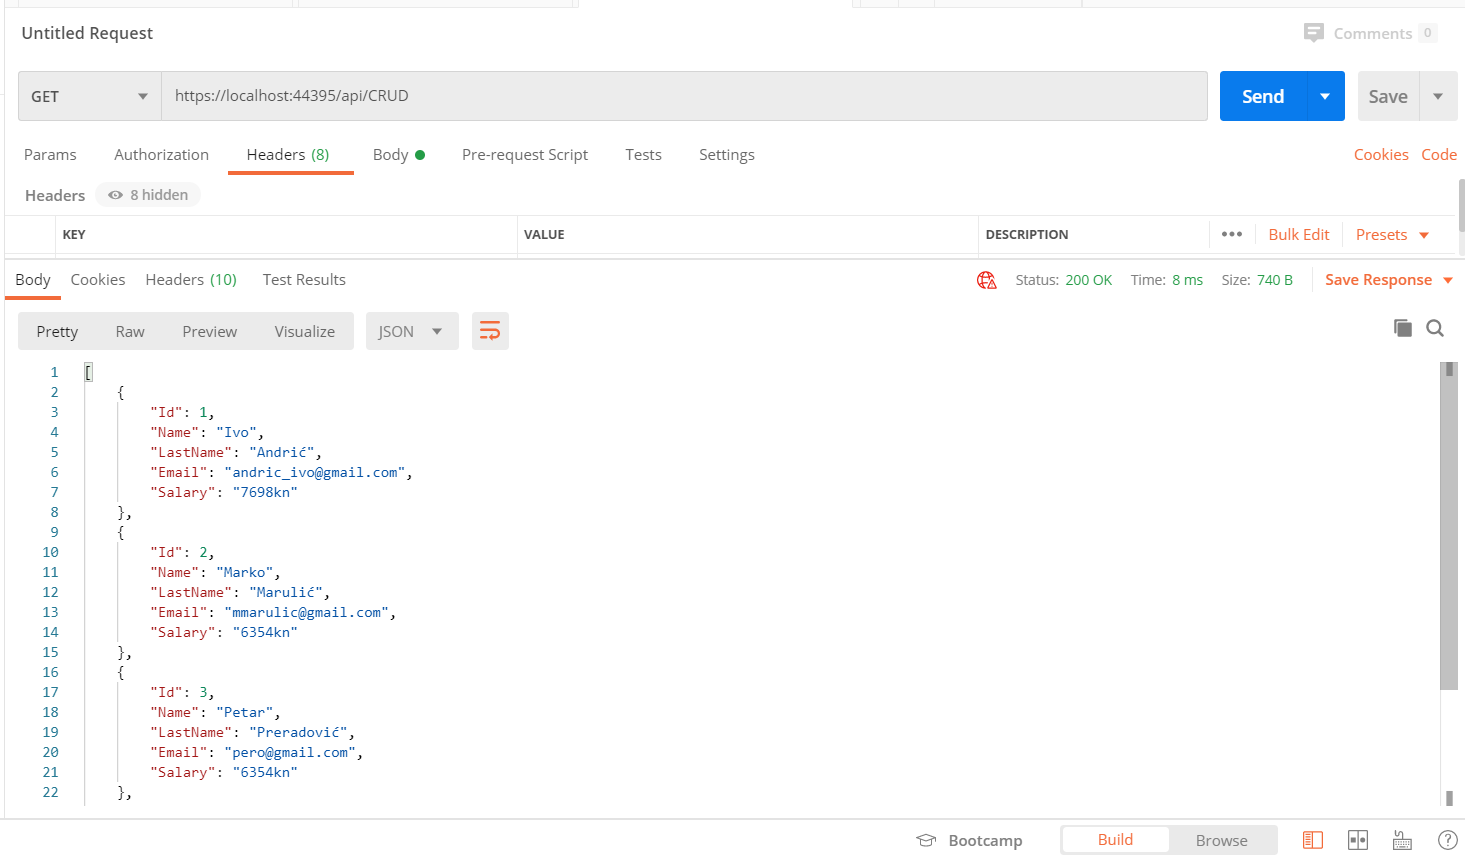 Untitled Request
Comments 0
GET https://localhost:44395/api/CRUD Send Save
Params Authorization Headers (8) Body Pre-request Script Tests Settings Cookies Code
Headers 8 hidden
KEY VALUE DESCRIPTION ••• Bulk Edit Presets
Body Cookies Headers (10) Test Results Status: 200 OK Time: 8 ms Size: 740 B Save Response
Pretty Raw Preview Visualize JSON
1 [
2 {
3 "Id": 1,
4 "Name": "Ivo",
5 "LastName": "Andrić",
6 "Email": "andric_ivo@gmail.com",
7 "Salary": "7698kn"
8 },
9 {
10 "Id": 2,
11 "Name": "Marko",
12 "LastName": "Marulić",
13 "Email": "mmarulic@gmail.com",
14 "Salary": "6354kn"
15 },
16 {
17 "Id": 3,
18 "Name": "Petar",
19 "LastName": "Preradović",
20 "Email": "pero@gmail.com",
21 "Salary": "6354kn"
22 },
Bootcamp Build Browse ?